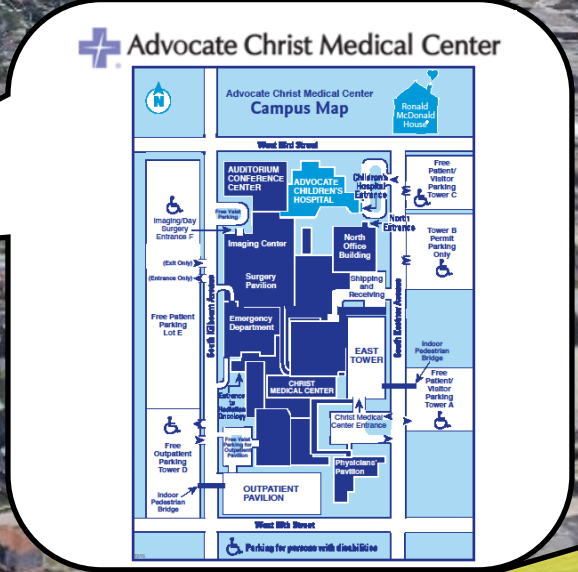 Advocate Christ Medical Center
Advocate Christ Medical Center
Campus Map
N
Ronald
McDonald
House
West 93rd Street
AUDITORIUM
CONFERENCE
CENTER
ADVOCATE
CHILDREN'S
HOSPITAL
Children's
Hospital
Entrance
Free
Patient/
Visitor
Parking
Tower C
Imaging/Day
Surgery
Entrance F
Free Valet
Parking
North
Entrance
Imaging Center
North
Office
Building
Tower B
Permit
Parking
Only
(Exit Only)
(Entrance Only)
Surgery
Pavilion
Shipping
and
Receiving
South Kilbourn Avenue
South Kostner Avenue
Free Patient
Parking
Lot E
Emergency
Department
EAST
TOWER
Indoor
Pedestrian
Bridge
CHRIST
MEDICAL CENTER
Free
Patient/
Visitor
Parking
Tower A
Entrance
to
Radiation
Oncology
Christ Medical
Center Entrance
Free
Outpatient
Parking
Tower D
Free Valet
Parking for
Outpatient
Pavilion
Physicians'
Pavilion
Indoor
Pedestrian
Bridge
OUTPATIENT
PAVILION
West 95th Street
Parking for persons with disabilities